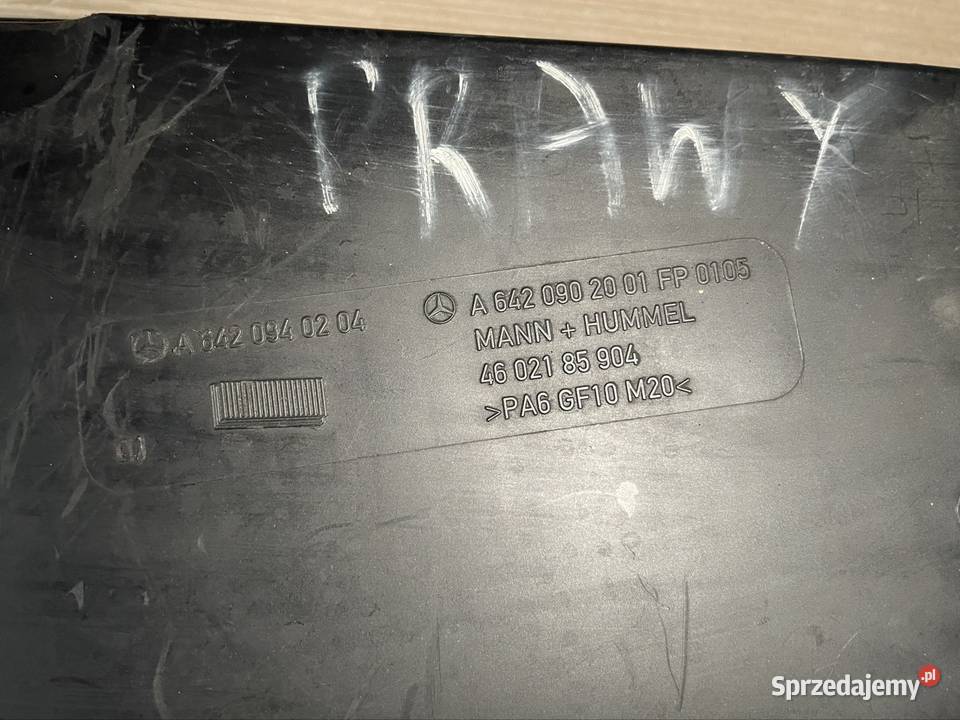 PRAWY
A 642 090 20 01 FP 0105
A 642 094 02 04
MANN + HUMMEL
46 021 85 904
>PA6 GF10 M20<
Sprzedajemy.pl